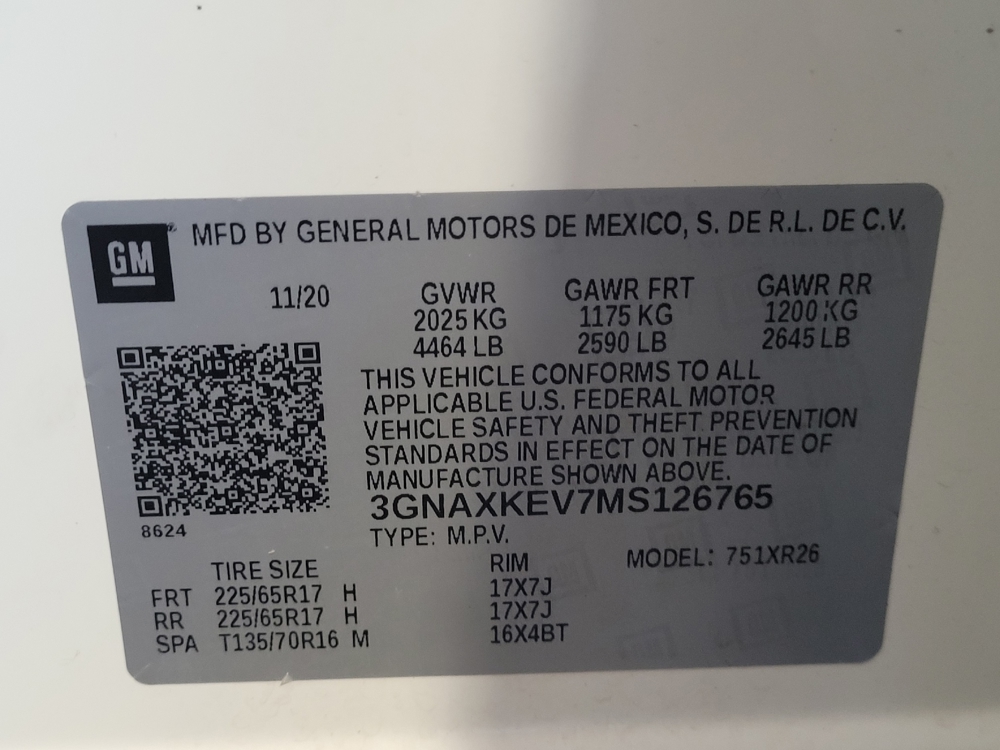 GM ® MFD BY GENERAL MOTORS DE MEXICO, S. DE R.L. DE C.V.
11/20 GVWR GAWR FRT GAWR RR
2025 KG 1175 KG 1200 KG
4464 LB 2590 LB 2645 LB
THIS VEHICLE CONFORMS TO ALL
APPLICABLE U.S. FEDERAL MOTOR
VEHICLE SAFETY AND THEFT PREVENTION
STANDARDS IN EFFECT ON THE DATE OF
MANUFACTURE SHOWN ABOVE.
3GNAXKEV7MS126765
8624
TYPE: M.P.V.
MODEL: 751XR26
TIRE SIZE RIM
FRT 225/65R17 H 17X7J
RR 225/65R17 H 17X7J
SPA T135/70R16 M 16X4BT